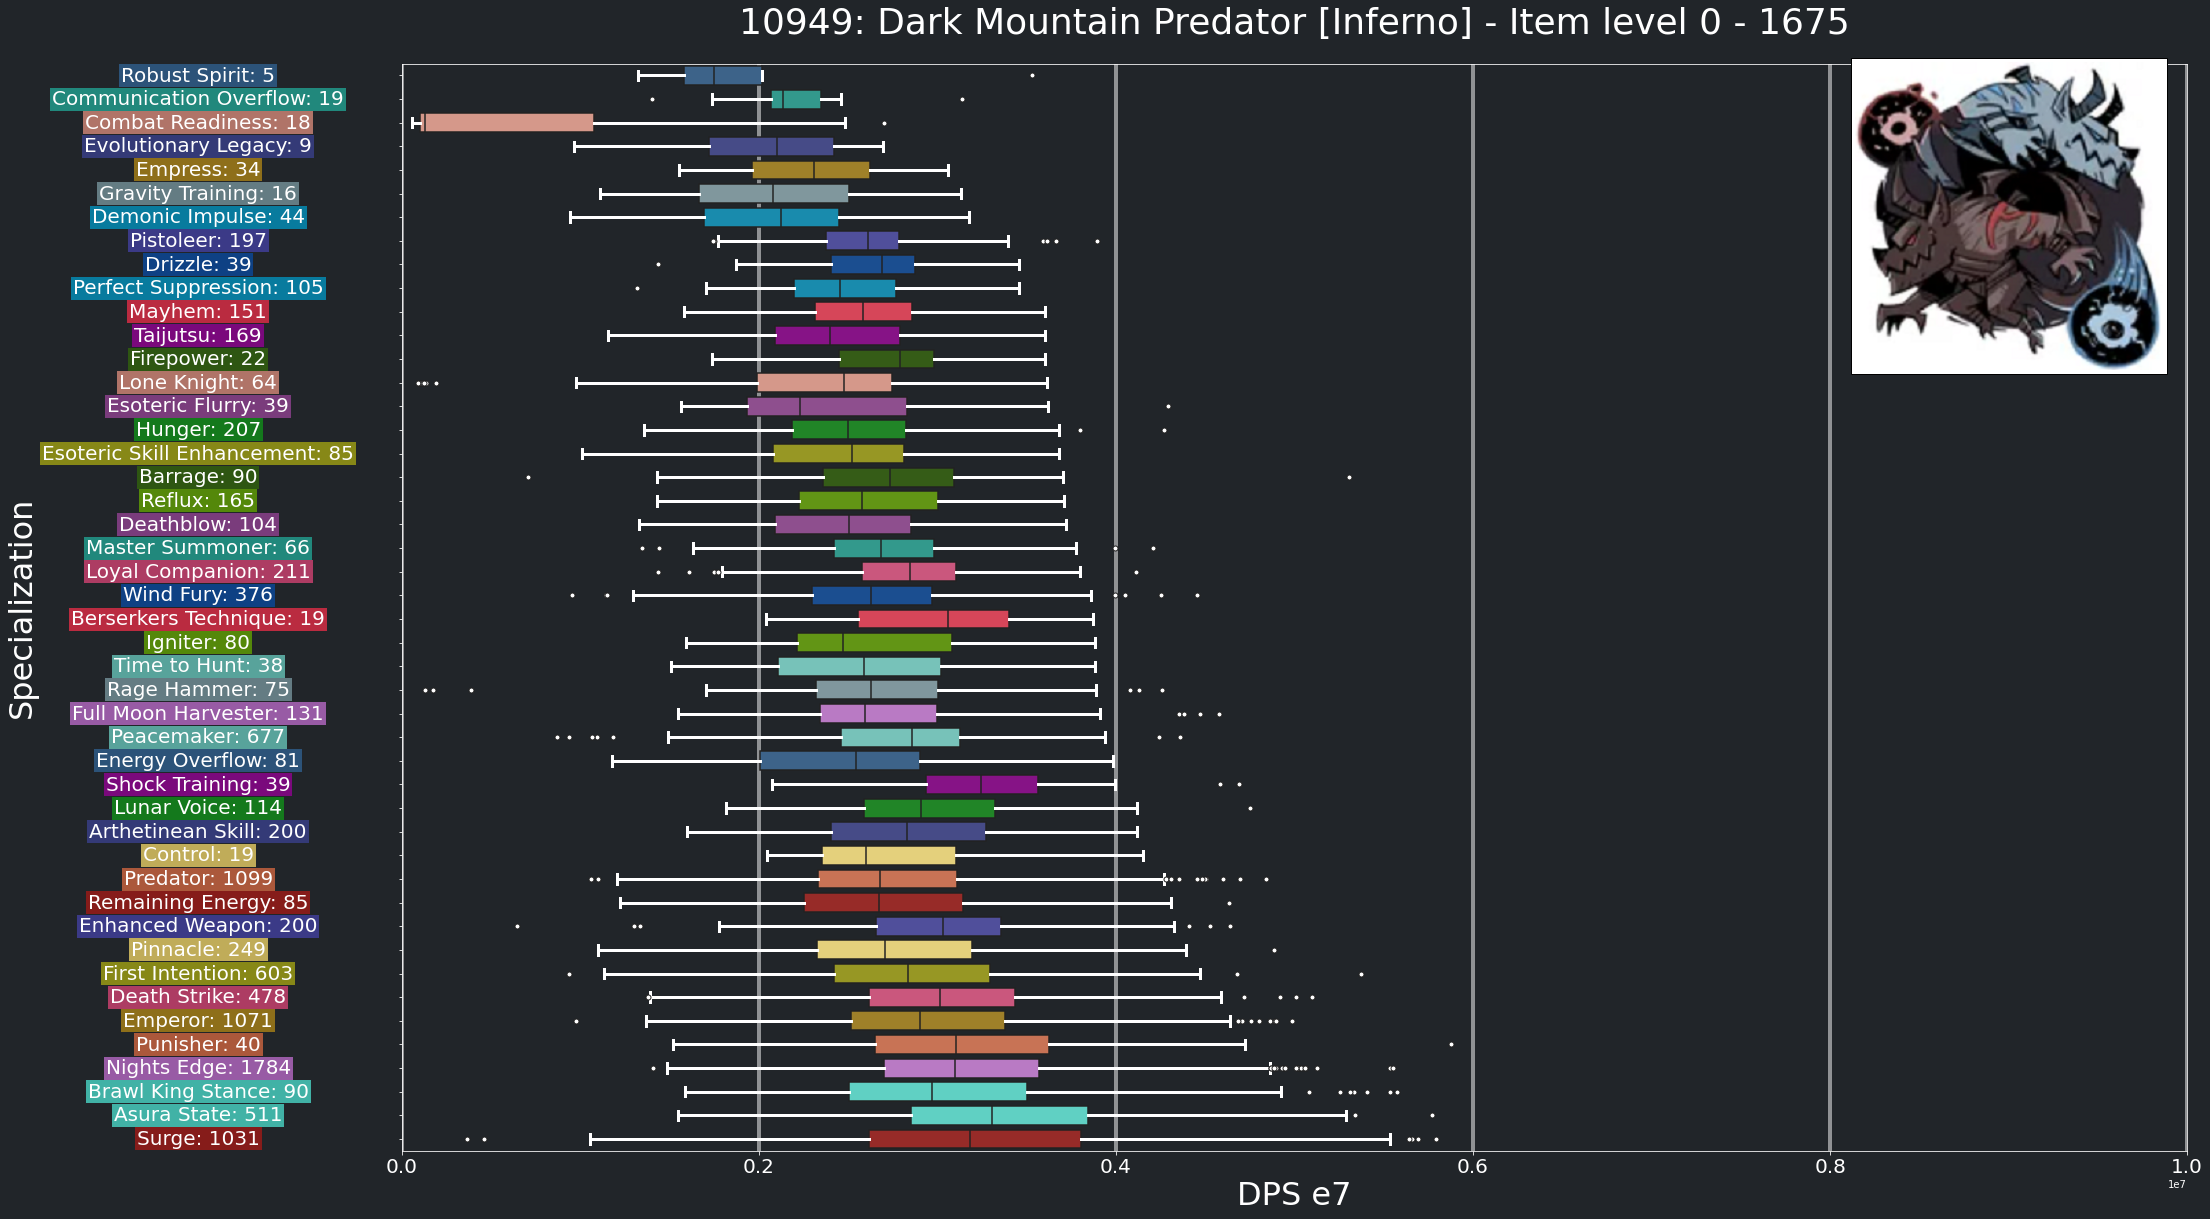 10949: Dark Mountain Predator [Inferno] - Item level 0 - 1675
Specialization
Robust Spirit: 5
Communication Overflow: 19
Combat Readiness: 18
Evolutionary Legacy: 9
Empress: 34
Gravity Training: 16
Demonic Impulse: 44
Pistoleer: 197
Drizzle: 39
Perfect Suppression: 105
Mayhem: 151
Taijutsu: 169
Firepower: 22
Lone Knight: 64
Esoteric Flurry: 39
Hunger: 207
Esoteric Skill Enhancement: 85
Barrage: 90
Reflux: 165
Deathblow: 104
Master Summoner: 66
Loyal Companion: 211
Wind Fury: 376
Berserkers Technique: 19
Igniter: 80
Time to Hunt: 38
Rage Hammer: 75
Full Moon Harvester: 131
Peacemaker: 677
Energy Overflow: 81
Shock Training: 39
Lunar Voice: 114
Arthetinean Skill: 200
Control: 19
Predator: 1099
Remaining Energy: 85
Enhanced Weapon: 200
Pinnacle: 249
First Intention: 603
Death Strike: 478
Emperor: 1071
Punisher: 40
Nights Edge: 1784
Brawl King Stance: 90
Asura State: 511
Surge: 1031
0.0 0.2 0.4 0.6 0.8 1.0
1e7
DPS e7